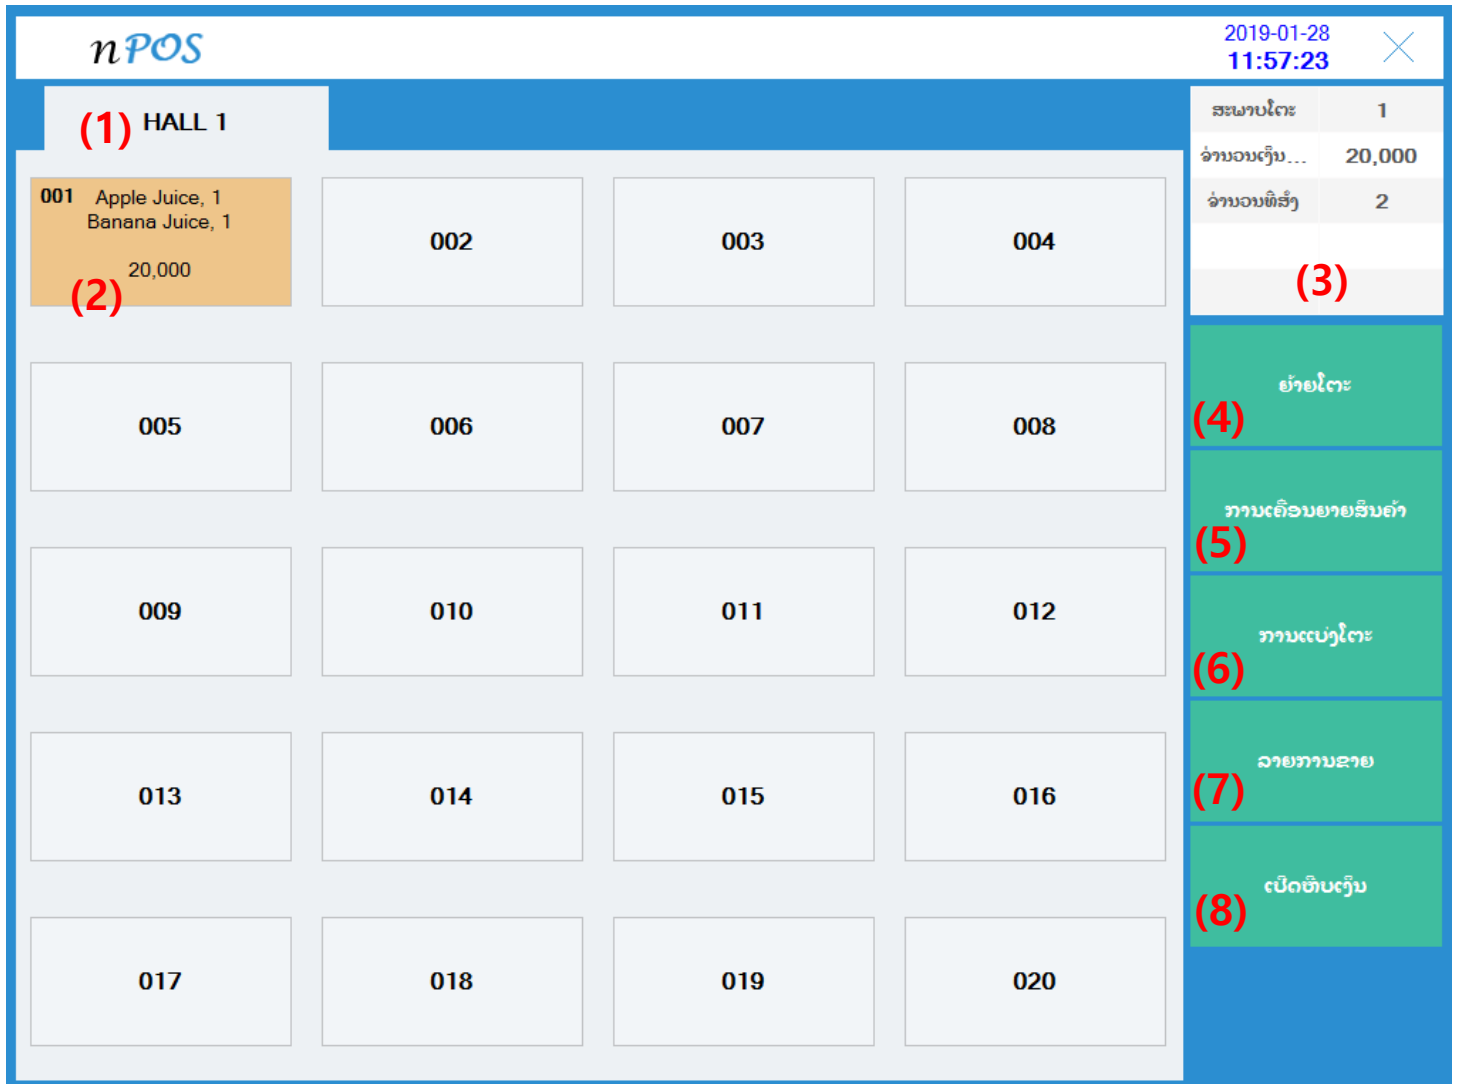 nPOS
2019-01-28
11:57:23
(1) HALL 1
001 Apple Juice, 1
Banana Juice, 1
20,000
(2)
002
003
004
005
006
007
008
009
010
011
012
013
014
015
016
017
018
019
020
ສະພາບໂຕະ 1
ຈຳນວນເງິນ... 20,000
ຈຳນວນທີ່ສັ່ງ 2
(3)
ຍ້າຍໂຕະ
(4)
ການເຄື່ອນຍາຍສິນຄ້າ
(5)
ການແບ່ງໂຕະ
(6)
ລາຍການຂາຍ
(7)
ເປີດຫີບເງິນ
(8)